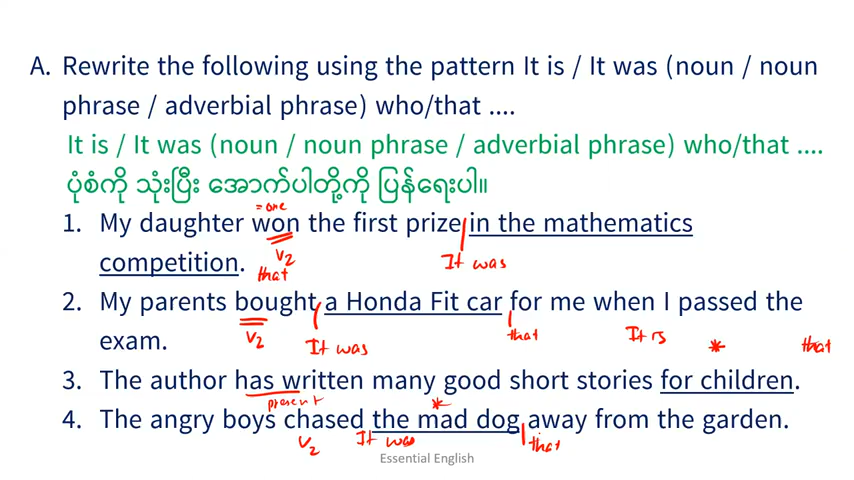 A. Rewrite the following using the pattern It is / It was (noun / noun
phrase / adverbial phrase) who/that ....
It is / It was (noun / noun phrase / adverbial phrase) who/that ....
ပုံစံကို သုံးပြီး အောက်ပါတို့ကို ပြန်ရေးပါ။
= one
1. My daughter won the first prize in the mathematics
V2
It was
competition.
that
2. My parents bought a Honda Fit car for me when I passed the
V2
It was
that
It is
*
that
exam.
3. The author has written many good short stories for children.
present
*
4. The angry boys chased the mad dog away from the garden.
V2
It was
that
Essential English